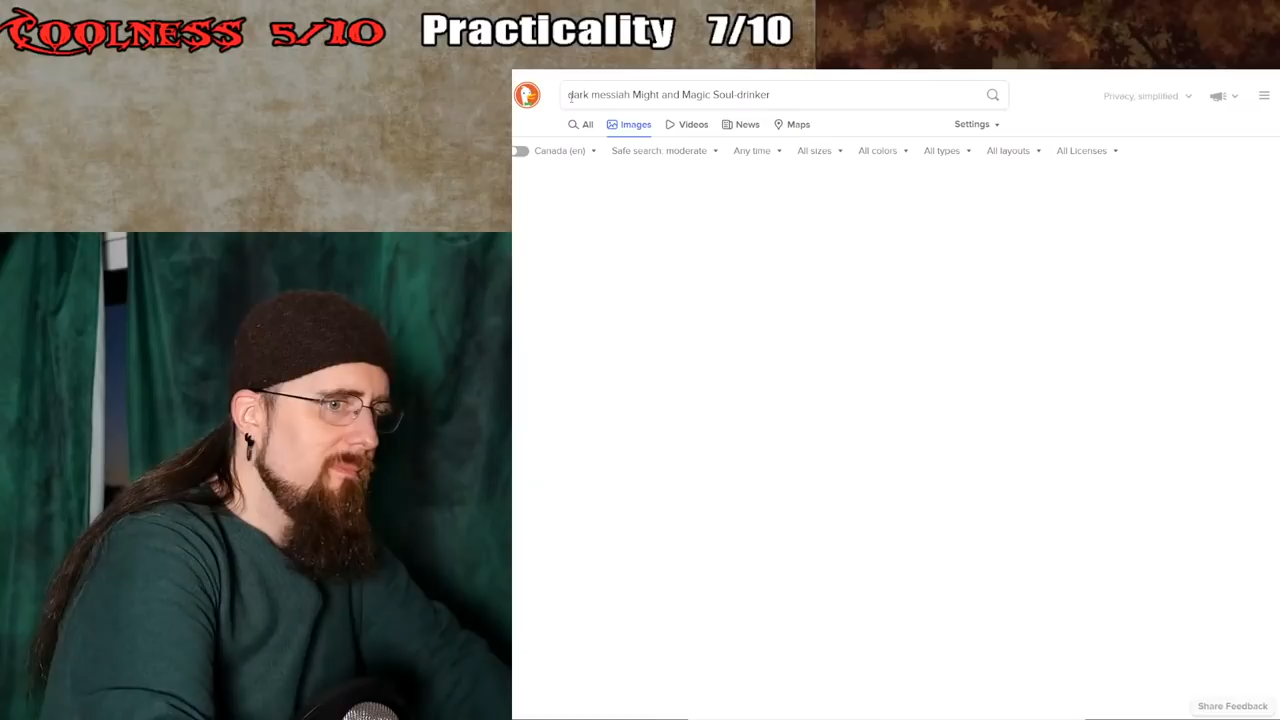 COOLNESS 5/10 Practicality 7/10
dark messiah Might and Magic Soul-drinker
Privacy, simplified
All Images Videos News Maps Settings
Canada (en) Safe search: moderate Any time All sizes All colors All types All layouts All Licenses
Share Feedback